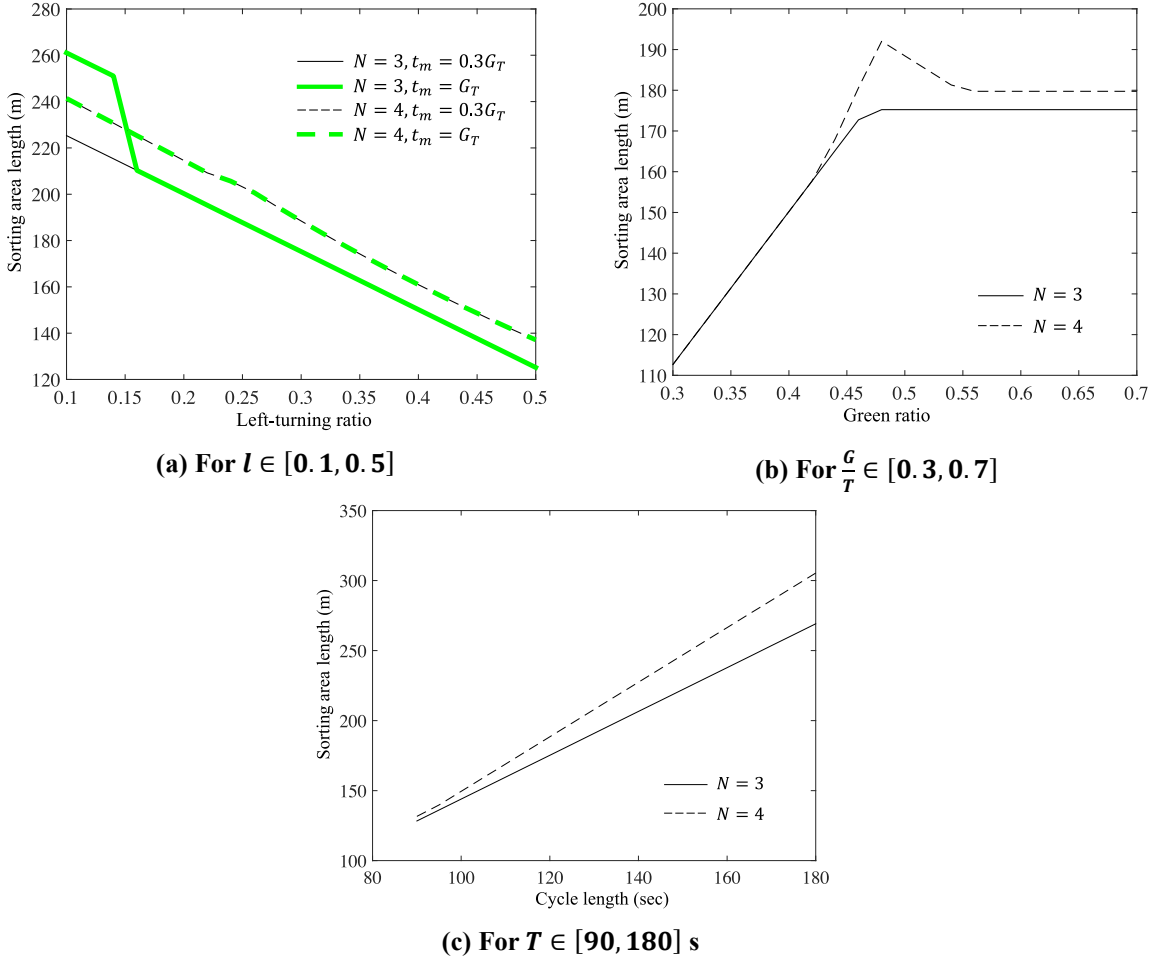 280
260
240
220
200
180
160
140
120
Sorting area length (m)
0.1 0.15 0.2 0.25 0.3 0.35 0.4 0.45 0.5
Left-turning ratio
N = 3, t_m = 0.3G_T
N = 3, t_m = G_T
N = 4, t_m = 0.3G_T
N = 4, t_m = G_T
(a) For l ∈ [0.1, 0.5]
200
190
180
170
160
150
140
130
120
110
Sorting area length (m)
0.3 0.35 0.4 0.45 0.5 0.55 0.6 0.65 0.7
Green ratio
N = 3
N = 4
(b) For G/T ∈ [0.3, 0.7]
350
300
250
200
150
100
Sorting area length (m)
80 100 120 140 160 180
Cycle length (sec)
N = 3
N = 4
(c) For T ∈ [90, 180] s